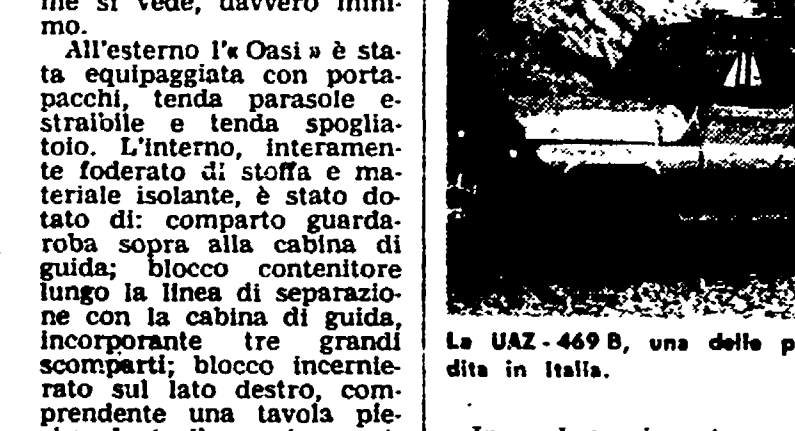 me si vede, davvero mini-
mo.
All'esterno l'« Oasi » è sta-
ta equipaggiata con porta-
pacchi, tenda parasole e-
straibile e tenda spoglia-
toio. L'interno, interamen-
te foderato di stoffa e ma-
teriale isolante, è stato do-
tato di: comparto guarda-
roba sopra alla cabina di
guida; blocco contenitore
lungo la linea di separazio-
ne con la cabina di guida,
incorporante tre grandi
scomparti; blocco incernie-
rato sul lato destro, com-
prendente una tavola pie-
La UAZ - 469 B, una delle p
dita in Italia.